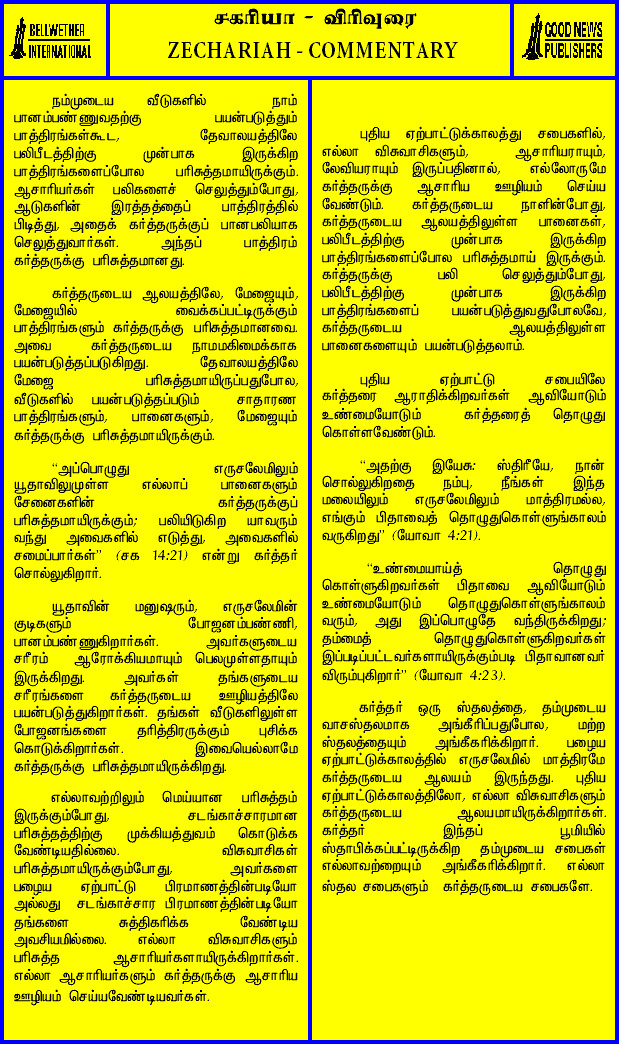 BELLWETHER
INTERNATIONAL
சகரியா - விரிவுரை
ZECHARIAH - COMMENTARY
GOOD NEWS
PUBLISHERS
நம்முடைய வீடுகளில் நாம்
பானம்பண்ணுவதற்கு பயன்படுத்தும்
பாத்திரங்கள்கூட, தேவாலயத்திலே
பலிபீடத்திற்கு முன்பாக இருக்கிற
பாத்திரங்களைப்போல பரிசுத்தமாயிருக்கும்.
ஆசாரியர்கள் பலிகளைச் செலுத்தும்போது,
ஆடுகளின் இரத்தத்தைப் பாத்திரத்தில்
பிடித்து, அதைக் கர்த்தருக்குப் பானபலியாக
செலுத்துவார்கள். அந்தப் பாத்திரம்
கர்த்தருக்கு பரிசுத்தமானது.
கர்த்தருடைய ஆலயத்திலே, மேஜையும்,
மேஜையில் வைக்கப்பட்டிருக்கும்
பாத்திரங்களும் கர்த்தருக்கு பரிசுத்தமானவை.
அவை கர்த்தருடைய நாமமகிமைக்காக
பயன்படுத்தப்படுகிறது. தேவாலயத்திலே
மேஜை பரிசுத்தமாயிருப்பதுபோல,
வீடுகளில் பயன்படுத்தப்படும் சாதாரண
பாத்திரங்களும், பானைகளும், மேஜையும்
கர்த்தருக்கு பரிசுத்தமாயிருக்கும்.
“அப்பொழுது எருசலேமிலும்
யூதாவிலுமுள்ள எல்லாப் பானைகளும்
சேனைகளின் கர்த்தருக்குப்
பரிசுத்தமாயிருக்கும்; பலியிடுகிற யாவரும்
வந்து அவைகளில் எடுத்து, அவைகளில்
சமைப்பார்கள்” (சக 14:21) என்று கர்த்தர்
சொல்லுகிறார்.
யூதாவின் மனுஷரும், எருசலேமின்
குடிகளும் போஜனம்பண்ணி,
பானம்பண்ணுகிறார்கள். அவர்களுடைய
சரீரம் ஆரோக்கியமாயும் பெலமுள்ளதாயும்
இருக்கிறது. அவர்கள் தங்களுடைய
சரீரங்களை கர்த்தருடைய ஊழியத்திலே
பயன்படுத்துகிறார்கள். தங்கள் வீடுகளிலுள்ள
போஜனங்களை தரித்திரருக்கும் புசிக்க
கொடுக்கிறார்கள். இவையெல்லாமே
கர்த்தருக்கு பரிசுத்தமாயிருக்கிறது.
எல்லாவற்றிலும் மெய்யான பரிசுத்தம்
இருக்கும்போது, சடங்காச்சாரமான
பரிசுத்தத்திற்கு முக்கியத்துவம் கொடுக்க
வேண்டியதில்லை. விசுவாசிகள்
பரிசுத்தமாயிருக்கும்போது, அவர்களை
பழைய ஏற்பாட்டு பிரமாணத்தின்படியோ
அல்லது சடங்காச்சார பிரமாணத்தின்படியோ
தங்களை சுத்திகரிக்க வேண்டிய
அவசியமில்லை. எல்லா விசுவாசிகளும்
பரிசுத்த ஆசாரியர்களாயிருக்கிறார்கள்.
எல்லா ஆசாரியர்களும் கர்த்தருக்கு ஆசாரிய
ஊழியம் செய்யவேண்டியவர்கள்.
புதிய ஏற்பாட்டுக்காலத்து சபைகளில்,
எல்லா விசுவாசிகளும், ஆசாரியராயும்,
லேவியராயும் இருப்பதினால், எல்லோருமே
கர்த்தருக்கு ஆசாரிய ஊழியம் செய்ய
வேண்டும். கர்த்தருடைய நாளின்போது,
கர்த்தருடைய ஆலயத்திலுள்ள பானைகள்,
பலிபீடத்திற்கு முன்பாக இருக்கிற
பாத்திரங்களைப்போல பரிசுத்தமாய் இருக்கும்.
கர்த்தருக்கு பலி செலுத்தும்போது,
பலிபீடத்திற்கு முன்பாக இருக்கிற
பாத்திரங்களைப் பயன்படுத்துவதுபோலவே,
கர்த்தருடைய ஆலயத்திலுள்ள
பானைகளையும் பயன்படுத்தலாம்.
புதிய ஏற்பாட்டு சபையிலே
கர்த்தரை ஆராதிக்கிறவர்கள் ஆவியோடும்
உண்மையோடும் கர்த்தரைத் தொழுது
கொள்ளவேண்டும்.
“அதற்கு இயேசு: ஸ்திரீயே, நான்
சொல்லுகிறதை நம்பு, நீங்கள் இந்த
மலையிலும் எருசலேமிலும் மாத்திரமல்ல,
எங்கும் பிதாவைத் தொழுதுகொள்ளுங்காலம்
வருகிறது” (யோவா 4:21).
“உண்மையாய்த் தொழுது
கொள்ளுகிறவர்கள் பிதாவை ஆவியோடும்
உண்மையோடும் தொழுதுகொள்ளுங்காலம்
வரும், அது இப்பொழுதே வந்திருக்கிறது;
தம்மைத் தொழுதுகொள்ளுகிறவர்கள்
இப்படிப்பட்டவர்களாயிருக்கும்படி பிதாவானவர்
விரும்புகிறார்” (யோவா 4:23).
கர்த்தர் ஒரு ஸ்தலத்தை, தம்முடைய
வாசஸ்தலமாக அங்கீரிப்பதுபோல, மற்ற
ஸ்தலத்தையும் அங்கீகரிக்கிறார். பழைய
ஏற்பாட்டுக்காலத்தில் எருசலேமில் மாத்திரமே
கர்த்தருடைய ஆலயம் இருந்தது. புதிய
ஏற்பாட்டுக்காலத்திலோ, எல்லா விசுவாசிகளும்
கர்த்தருடைய ஆலயமாயிருக்கிறார்கள்.
கர்த்தர் இந்தப் பூமியில்
ஸ்தாபிக்கப்பட்டிருக்கிற தம்முடைய சபைகள்
எல்லாவற்றையும் அங்கீகரிக்கிறார். எல்லா
ஸ்தல சபைகளும் கர்த்தருடைய சபைகளே.